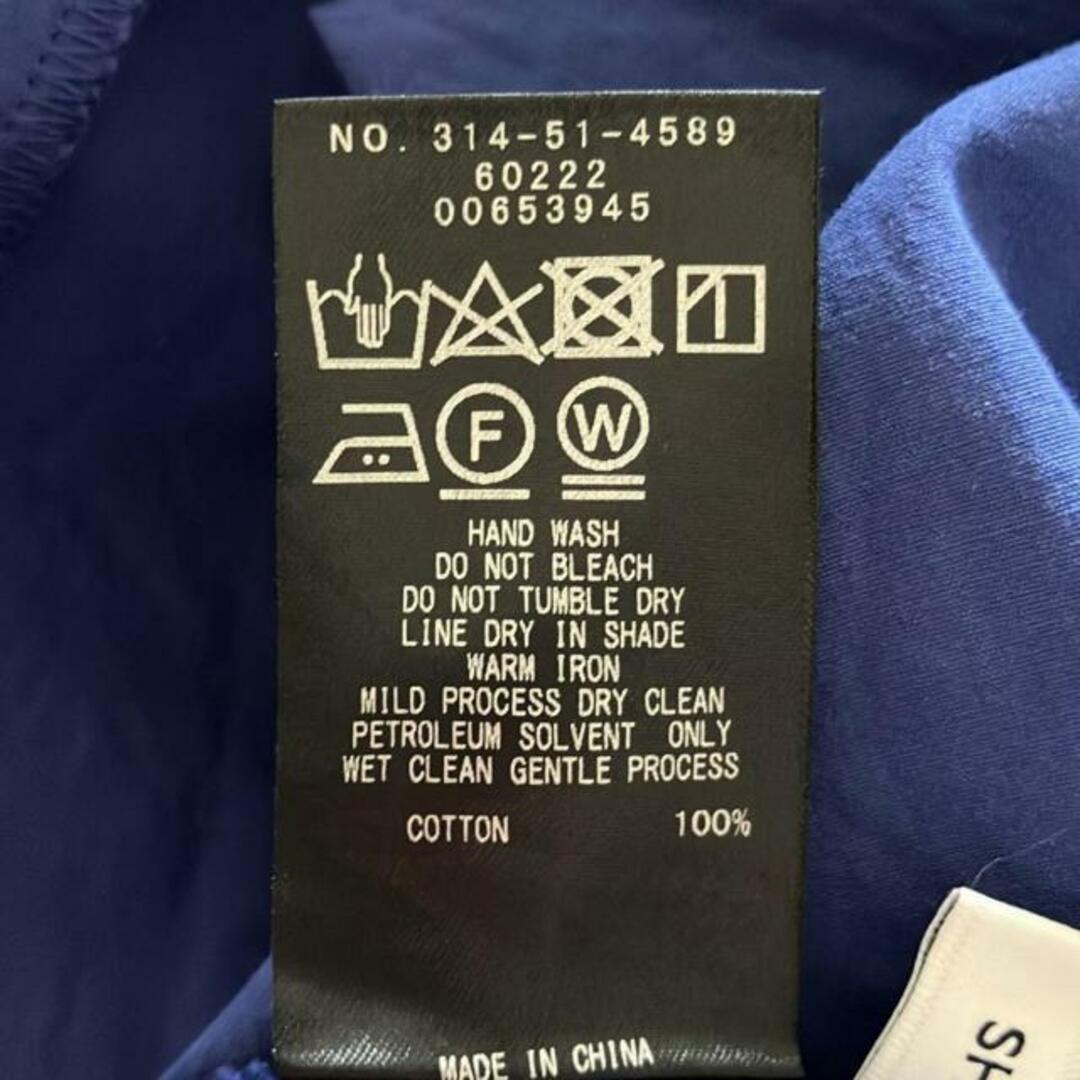 NO. 314-51-4589
60222
00653945
F W
HAND WASH
DO NOT BLEACH
DO NOT TUMBLE DRY
LINE DRY IN SHADE
WARM IRON
MILD PROCESS DRY CLEAN
PETROLEUM SOLVENT ONLY
WET CLEAN GENTLE PROCESS
COTTON 100%
MADE IN CHINA
SH